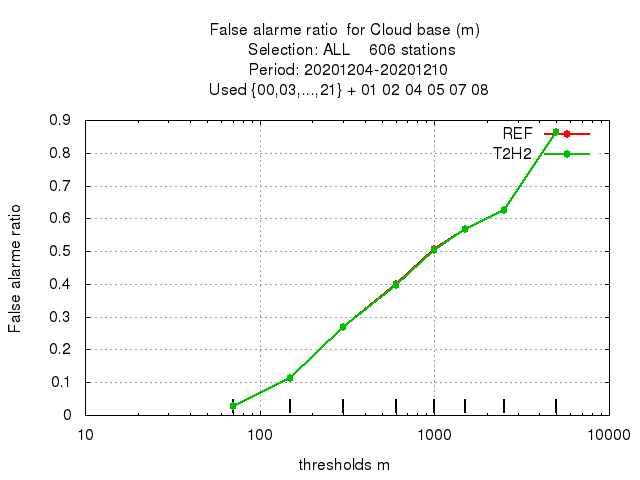 False alarme ratio  for Cloud base (m)
Selection: ALL    606 stations
Period: 20201204-20201210
Used {00,03,...,21} + 01 02 04 05 07 08
REF
T2H2
0.9
0.8
0.7
0.6
0.5
0.4
0.3
0.2
0.1
0
False alarme ratio
10
100
1000
10000
thresholds m